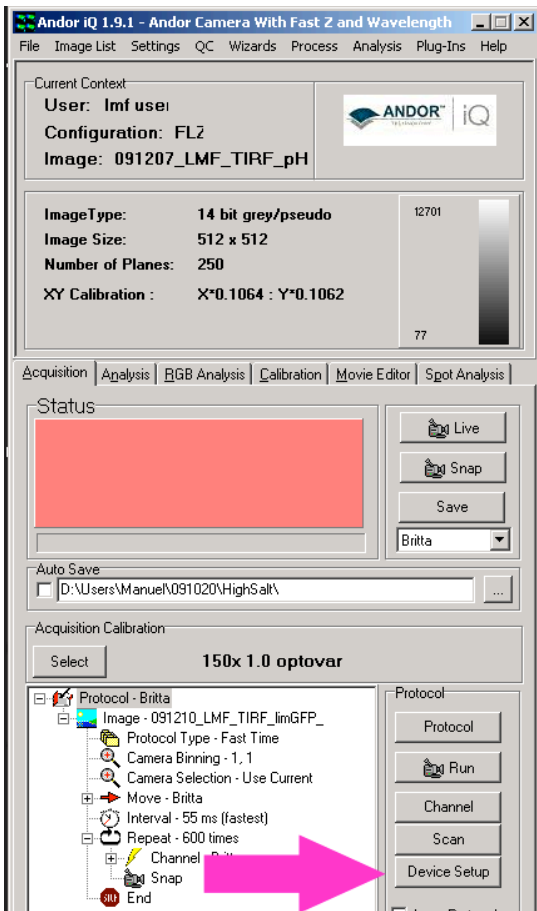 Andor iQ 1.9.1 - Andor Camera With Fast Z and Wavelength
File Image List Settings QC Wizards Process Analysis Plug-Ins Help
Current Context
User: lmf user
Configuration: FLZ
Image: 091207_LMF_TIRF_pH
ANDOR™ iQ
ImageType: 14 bit grey/pseudo
Image Size: 512 x 512
Number of Planes: 250
XY Calibration : X*0.1064 : Y*0.1062
12701
77
Acquisition Analysis RGB Analysis Calibration Movie Editor Spot Analysis
Status
Live
Snap
Save
Britta
Auto Save
D:\Users\Manuel\091020\HighSalt\
...
Acquisition Calibration
Select 150x 1.0 optovar
Protocol - Britta
Image - 091210_LMF_TIRF_limGFP_
Protocol Type - Fast Time
Camera Binning - 1, 1
Camera Selection - Use Current
Move - Britta
Interval - 55 ms (fastest)
Repeat - 600 times
Channel
Snap
End
Protocol
Protocol
Run
Channel
Scan
Device Setup